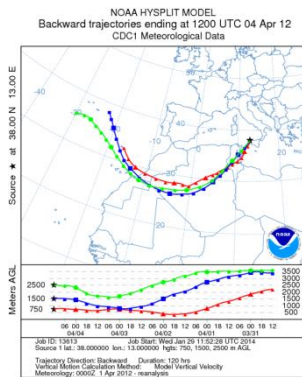 NOAA HYSPLIT MODEL
Backward trajectories ending at 1200 UTC 04 Apr 12
CDC1 Meteorological Data
Source ★ at 38.00 N 13.00 E
Meters AGL
2500
1500
750
3500
3000
2500
2000
1500
1000
500
06 00 18 12 06 00 18 12 06 00 18 12 06 00 18 12 06 00 18 12
04/04 04/03 04/02 04/01 03/31
noaa
Job ID: 13613 Job Start: Wed Jan 29 11:52:28 UTC 2014
Source 1 lat.: 38.000000 lon.: 13.000000 hgts: 750, 1500, 2500 m AGL
Trajectory Direction: Backward Duration: 120 hrs
Vertical Motion Calculation Method: Model Vertical Velocity
Meteorology: 0000Z 1 Apr 2012 - reanalysis